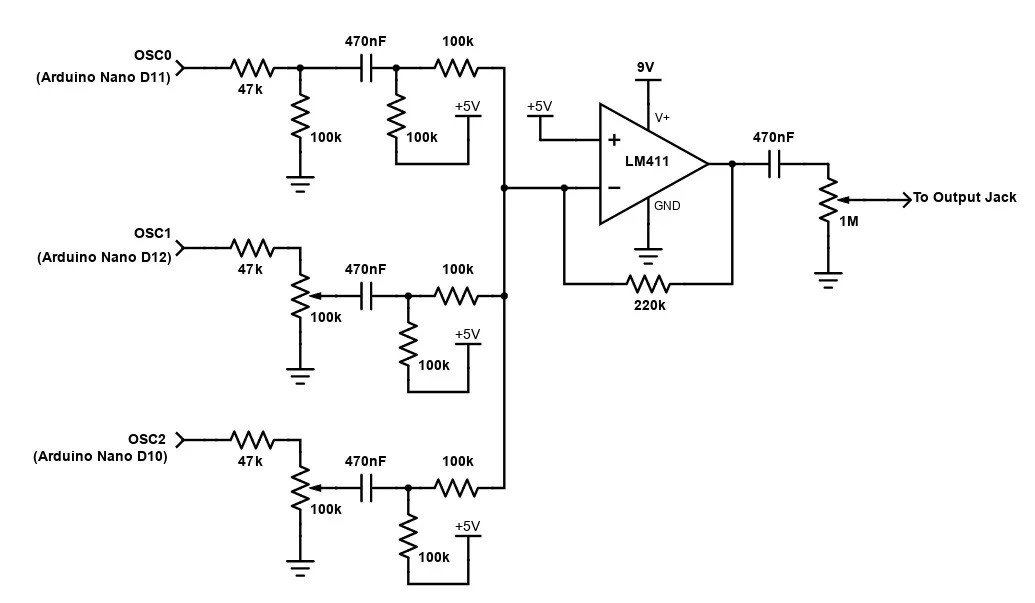 OSC0
(Arduino Nano D11)
47k
100k
470nF
100k
100k
+5V
+5V
9V
V+
LM411
GND
220k
470nF
1M
To Output Jack
OSC1
(Arduino Nano D12)
47k
100k
470nF
100k
100k
+5V
OSC2
(Arduino Nano D10)
47k
100k
470nF
100k
100k
+5V